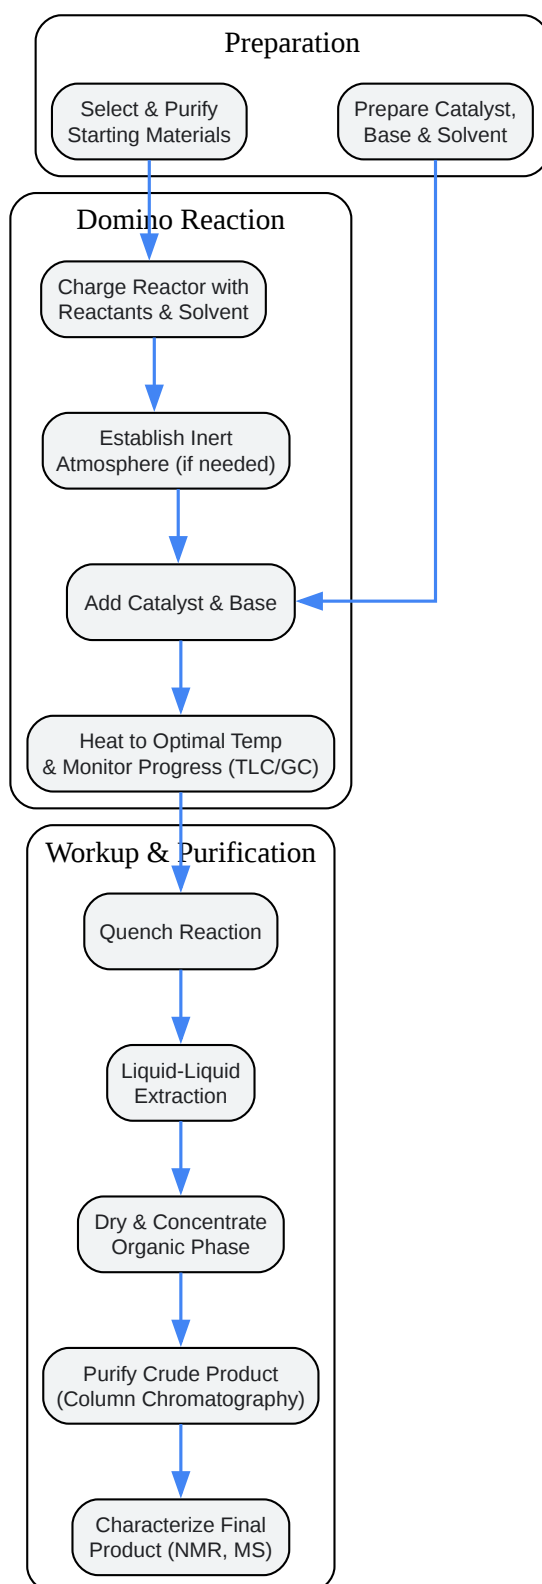 Preparation
Select & Purify
Starting Materials
Prepare Catalyst,
Base & Solvent
Domino Reaction
Charge Reactor with
Reactants & Solvent
Establish Inert
Atmosphere (if needed)
Add Catalyst & Base
Heat to Optimal Temp
& Monitor Progress (TLC/GC)
Workup & Purification
Quench Reaction
Liquid-Liquid
Extraction
Dry & Concentrate
Organic Phase
Purify Crude Product
(Column Chromatography)
Characterize Final
Product (NMR, MS)